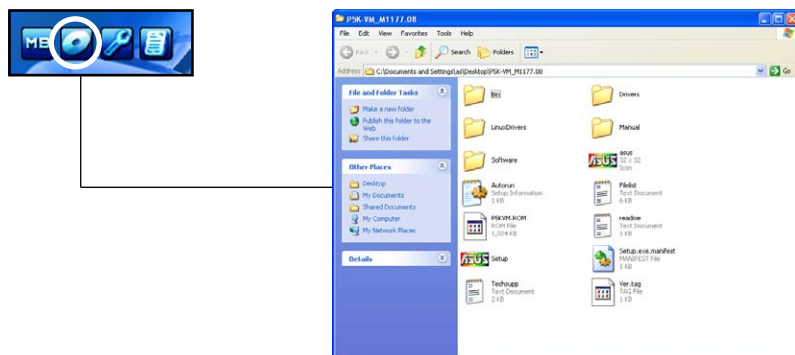 MB
P5K-VM_M1177.08
File Edit View Favorites Tools Help
Back Search Folders
Address C:\Documents and Settings\as\Desktop\P5K-VM_M1177.08 Go
File and Folder Tasks
Make a new folder
Publish this folder to the
Web
Share this folder
Other Places
Desktop
My Documents
Shared Documents
My Computer
My Network Places
Details
Bin
Drivers
LinuxDrivers
Manual
Software
ASUS
asus
32 x 32
Icon
Autorun
Setup Information
1 KB
Filelist
Text Document
6 KB
P5KVM.ROM
ROM File
1,024 KB
readme
Text Document
1 KB
ASUS
Setup
Setup.exe.manifest
MANIFEST File
1 KB
Techsupp
Text Document
2 KB
Ver.tag
TAG File
1 KB